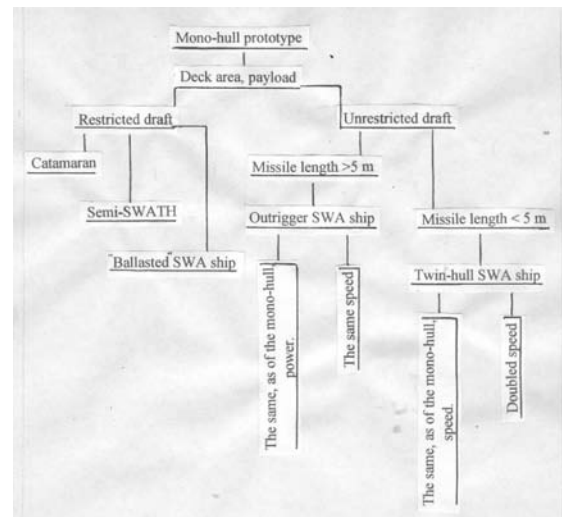 Mono-hull prototype
Deck area, payload
Restricted draft
Unrestricted draft
Catamaran
Missile length >5 m
Semi-SWATH
Outrigger SWA ship
Missile length < 5 m
"Ballasted" SWA ship
Twin-hull SWA ship
The same, as of the mono-hull,
power.
The same speed
The same, as of the mono-hull,
speed.
Doubled speed